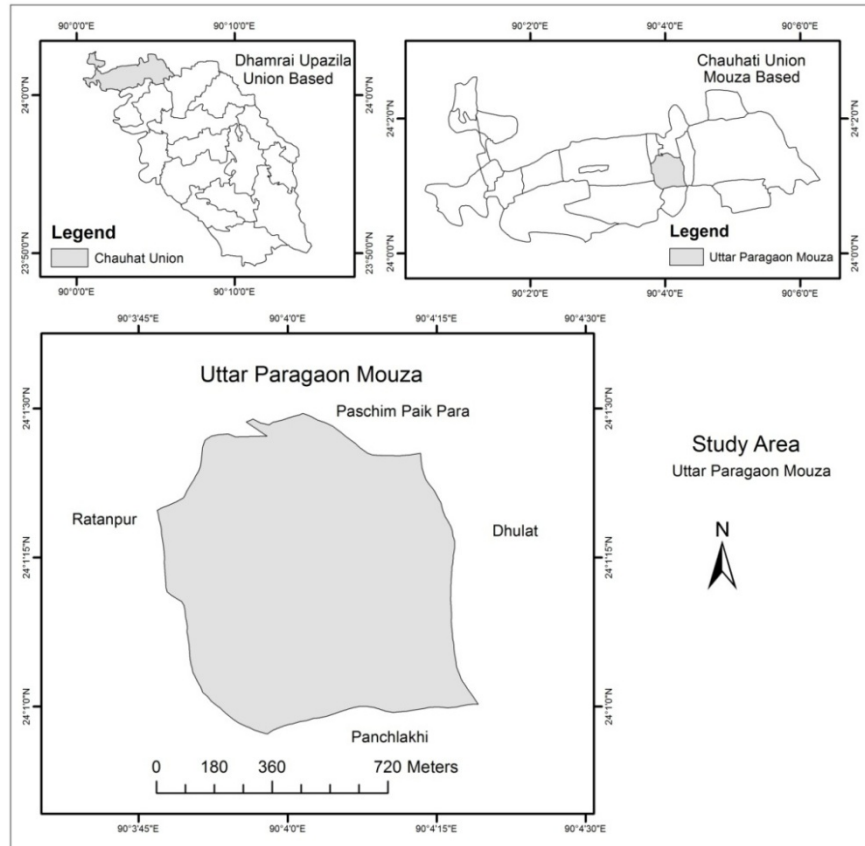 90°0'0"E
90°10'0"E
Dhamrai Upazila
Union Based
24°0'0"N
23°50'0"N
Legend
Chauhat Union
90°0'0"E
90°10'0"E
90°2'0"E
90°4'0"E
90°6'0"E
Chauhati Union
Mouza Based
24°2'0"N
24°0'0"N
24°2'0"N
24°0'0"N
Legend
Uttar Paragaon Mouza
90°2'0"E
90°4'0"E
90°6'0"E
90°3'45"E
90°4'0"E
90°4'15"E
90°4'30"E
Uttar Paragaon Mouza
Paschim Paik Para
Ratanpur
Dhulat
Panchlakhi
24°1'30"N
24°1'15"N
24°1'0"N
24°1'30"N
24°1'15"N
24°1'0"N
0 180 360 720 Meters
90°3'45"E
90°4'0"E
90°4'15"E
90°4'30"E
Study Area
Uttar Paragaon Mouza
N